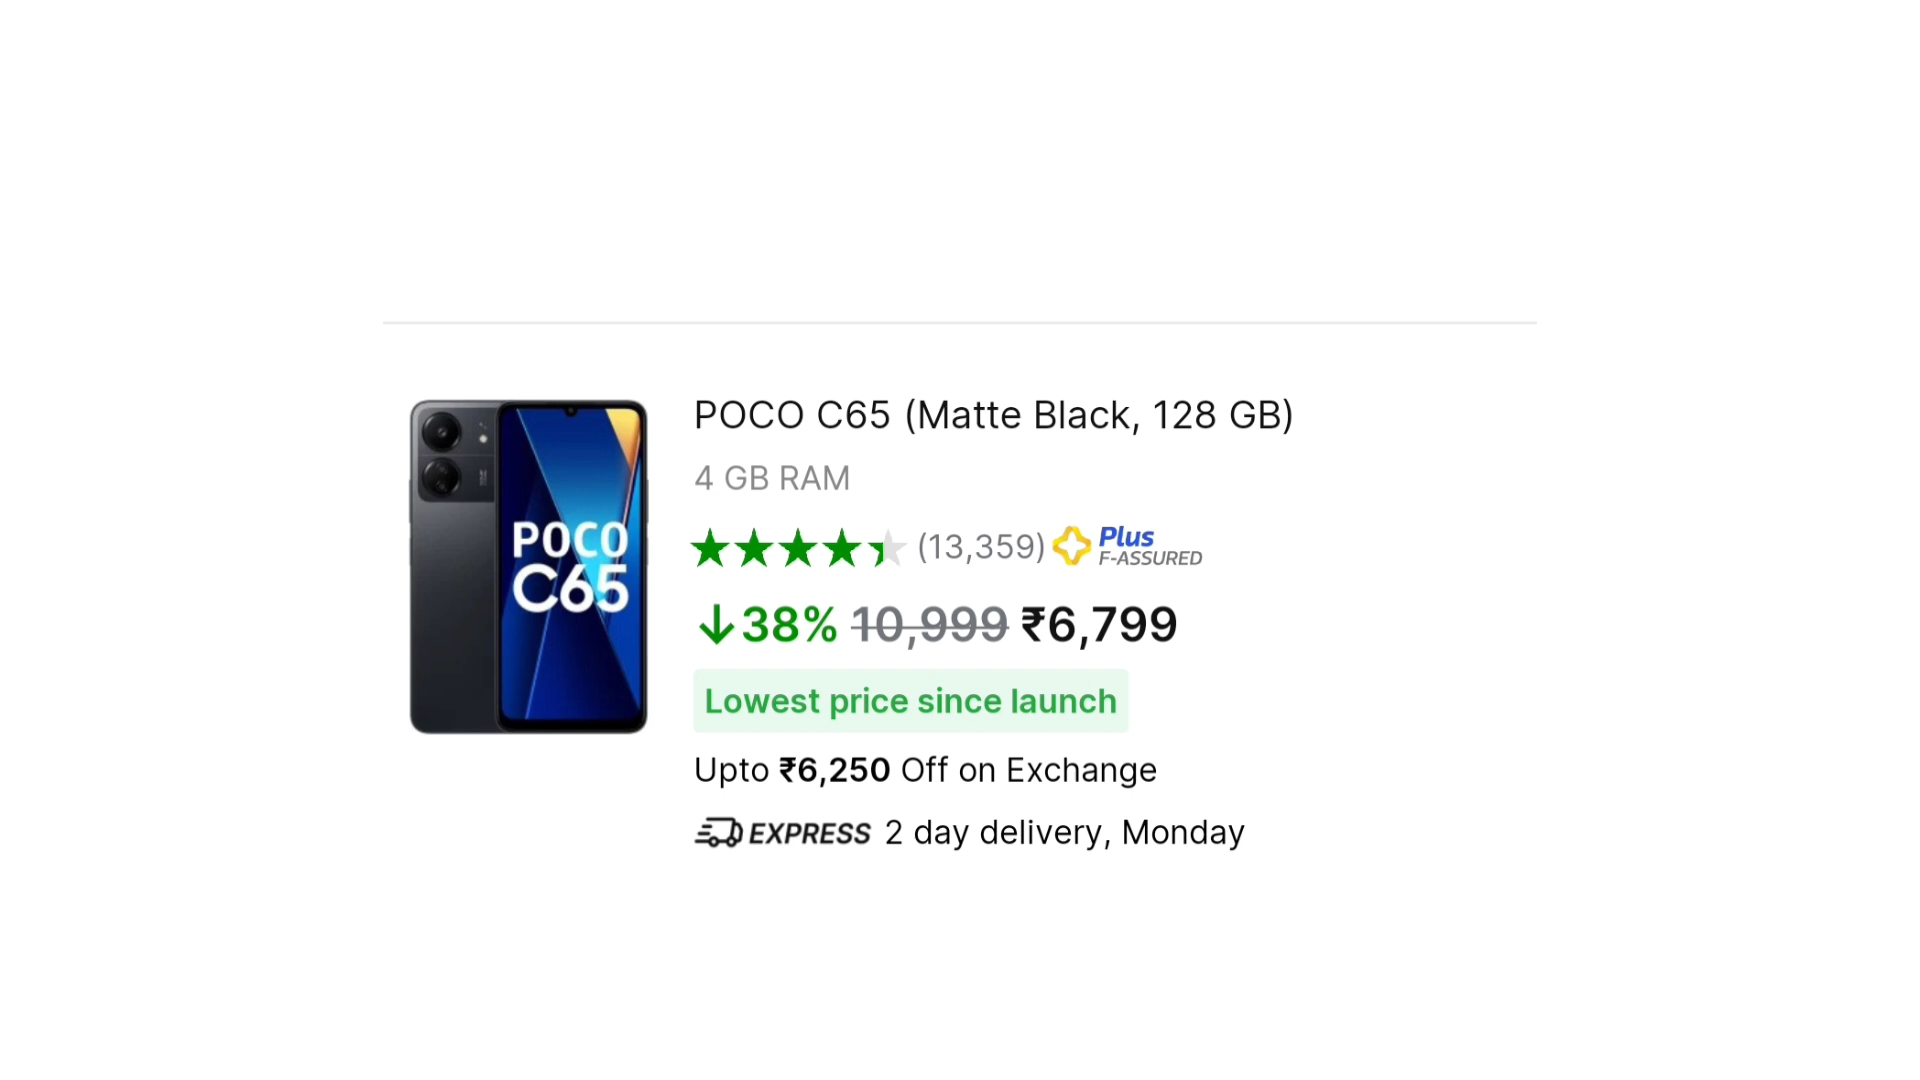 POCO C65 (Matte Black, 128 GB)
4 GB RAM
(13,359) Plus F-ASSURED
↓38% 10,999 ₹6,799
Lowest price since launch
Upto ₹6,250 Off on Exchange
EXPRESS 2 day delivery, Monday
POCO
C65